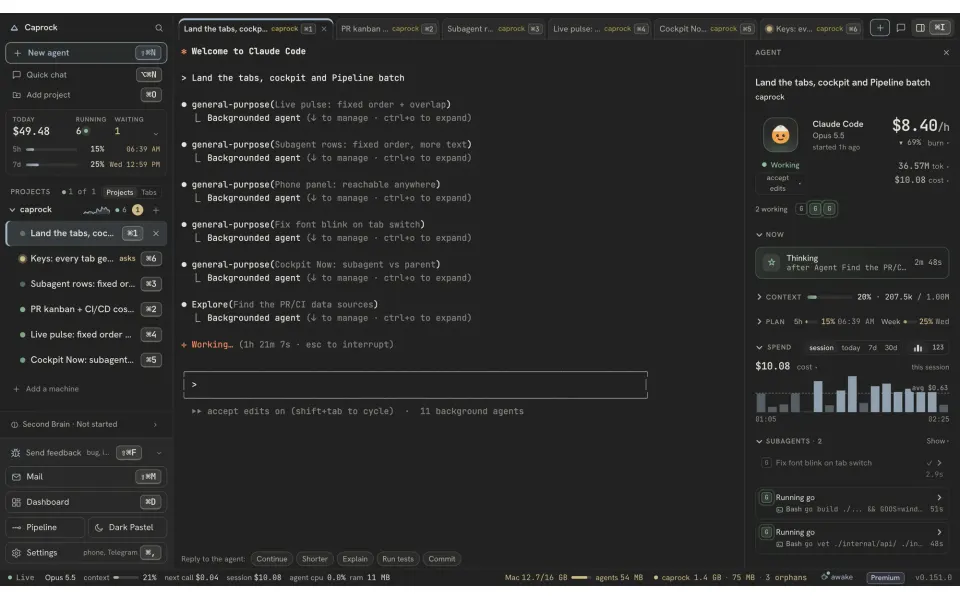 Caprock
New agent ⇧⌘N
Quick chat ⌥⌘N
Add project ⌘O
TODAY RUNNING WAITING
$49.48 6 1
5h 15% 06:39 AM
7d 25% Wed 12:59 PM
PROJECTS 1 of 1 Projects Tabs
caprock 6 1 +
Land the tabs, coc... ⌘1 ×
Keys: every tab ge... asks ⌘6
Subagent rows: fixed or... ⌘3
PR kanban + CI/CD cos... ⌘2
Live pulse: fixed order ... ⌘4
Cockpit Now: subagent... ⌘5
+ Add a machine
Second Brain · Not started
Send feedback bug, i... ⇧⌘F
Mail ⇧⌘M
Dashboard ⌘D
Pipeline Dark Pastel
Settings phone, Telegram ⌘,
Land the tabs, cockp... caprock ⌘1 ×
PR kanban ... caprock ⌘2
Subagent r... caprock ⌘3
Live pulse: ... caprock ⌘4
Cockpit No... caprock ⌘5
Keys: ev... caprock ⌘6
+ ⌘I
Welcome to Claude Code
> Land the tabs, cockpit and Pipeline batch
● general-purpose(Live pulse: fixed order + overlap)
⎣ Backgrounded agent (↓ to manage · ctrl+o to expand)
● general-purpose(Subagent rows: fixed order, more text)
⎣ Backgrounded agent (↓ to manage · ctrl+o to expand)
● general-purpose(Phone panel: reachable anywhere)
⎣ Backgrounded agent (↓ to manage · ctrl+o to expand)
● general-purpose(Fix font blink on tab switch)
⎣ Backgrounded agent (↓ to manage · ctrl+o to expand)
● general-purpose(Cockpit Now: subagent vs parent)
⎣ Backgrounded agent (↓ to manage · ctrl+o to expand)
● Explore(Find the PR/CI data sources)
⎣ Backgrounded agent (↓ to manage · ctrl+o to expand)
Working… (1h 21m 7s · esc to interrupt)
>
▸▸ accept edits on (shift+tab to cycle) · 11 background agents
Reply to the agent: Continue Shorter Explain Run tests Commit
AGENT ×
Land the tabs, cockpit and Pipeline batch
caprock
Claude Code
Opus 5.5
started 1h ago
$8.40/h
▾ 69% burn
Working
accept edits
36.57M tok
$10.08 cost
2 working G G G
NOW
Thinking
after Agent Find the PR/C… 2m 48s
CONTEXT 20% · 207.5k / 1.00M
PLAN 5h 15% 06:39 AM Week 25% Wed
SPEND session today 7d 30d 123
$10.08 cost this session
avg $0.63
01:05 02:25
SUBAGENTS · 2 Show
G Fix font blink on tab switch ✓
2.9s
G Running go
Bash go build ./... && GOOS=wind… 51s
G Running go
Bash go vet ./internal/api/ ./in… 48s
Live Opus 5.5 context 21% next call $0.04 session $10.08 agent cpu 0.0% ram 11 MB
Mac 12.7/16 GB agents 54 MB caprock 1.4 GB · 75 MB · 3 orphans awake Premium v0.151.0